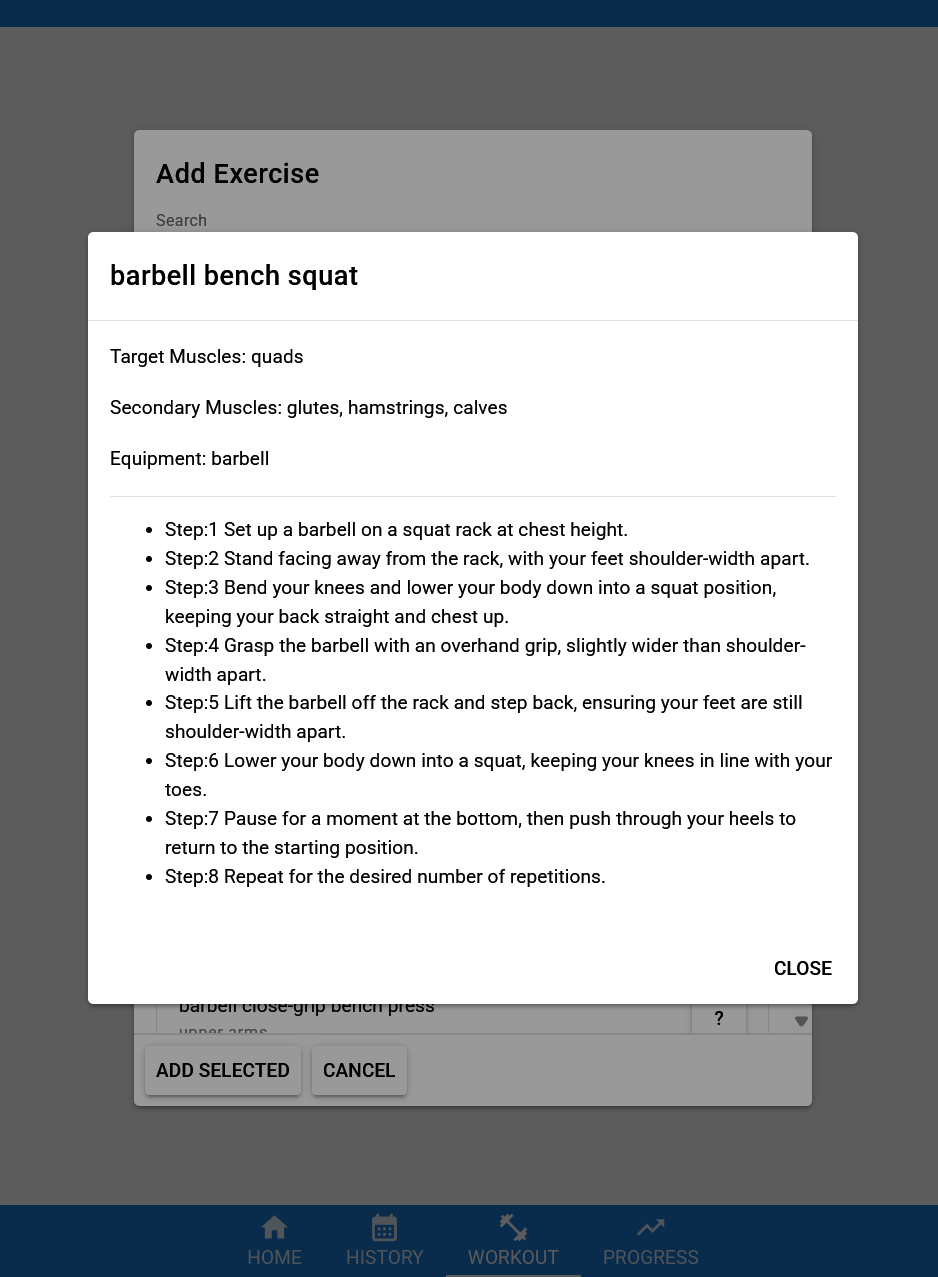 Add Exercise
Search
barbell bench squat
Target Muscles: quads
Secondary Muscles: glutes, hamstrings, calves
Equipment: barbell
Step:1 Set up a barbell on a squat rack at chest height.
Step:2 Stand facing away from the rack, with your feet shoulder-width apart.
Step:3 Bend your knees and lower your body down into a squat position,
keeping your back straight and chest up.
Step:4 Grasp the barbell with an overhand grip, slightly wider than shoulder-
width apart.
Step:5 Lift the barbell off the rack and step back, ensuring your feet are still
shoulder-width apart.
Step:6 Lower your body down into a squat, keeping your knees in line with your
toes.
Step:7 Pause for a moment at the bottom, then push through your heels to
return to the starting position.
Step:8 Repeat for the desired number of repetitions.
CLOSE
barbell close-grip bench press
?
upper arms
ADD SELECTED CANCEL
HOME HISTORY WORKOUT PROGRESS